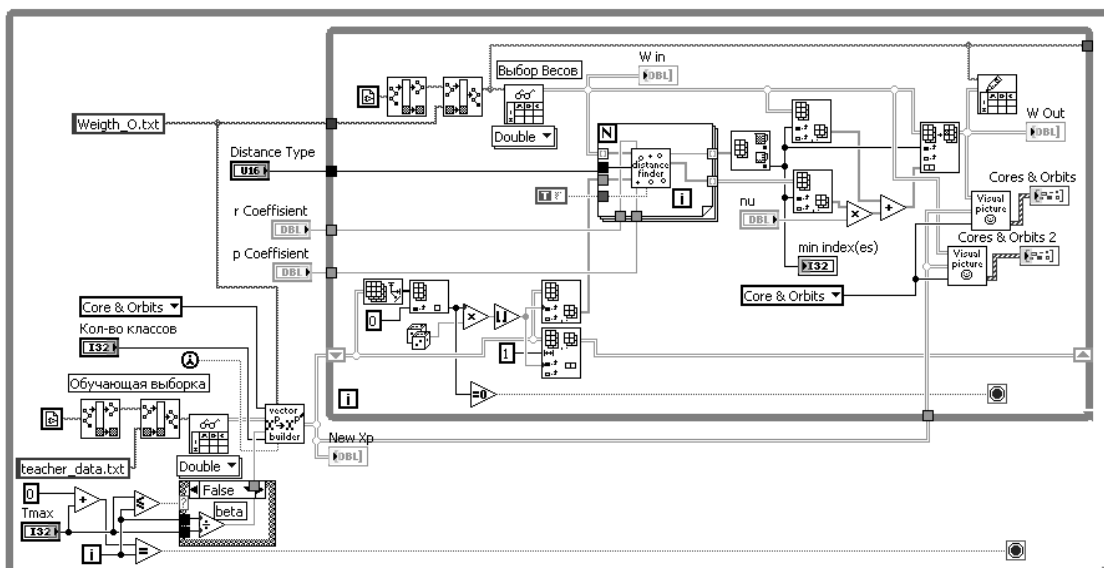 W in
Выбор Весов
DBL]
Weigth_O.txt
Double
W Out
DBL]
Distance Type
U16
N
distance
finder
i
T F
Cores & Orbits
r Coeffisient
DBL
nu
DBL
Visual
picture
p Coeffisient
DBL
min index(es)
I32
Cores & Orbits 2
Visual
picture
Core & Orbits
Core & Orbits
0
Кол-во классов
I32
1
Обучающая выборка
=0
i
vector
builder
New Xp
DBL]
Double
teacher_data.txt
0
False
Tmax
I32
beta
i